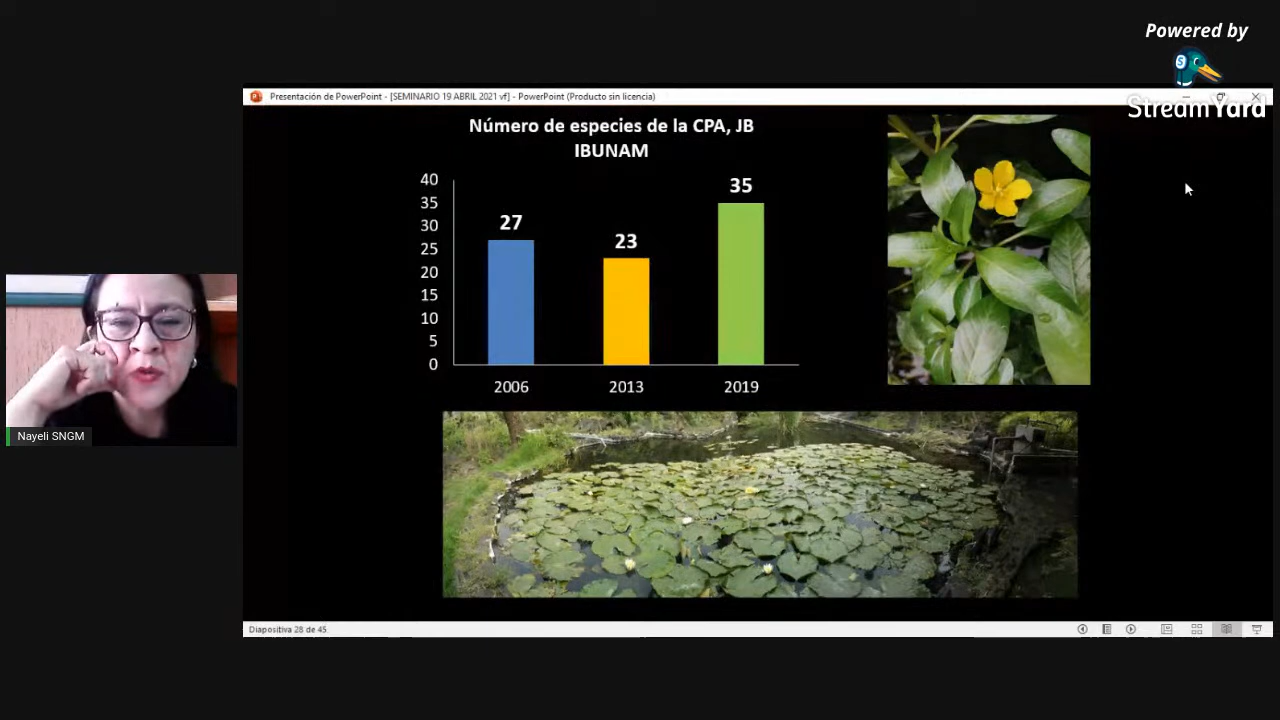 Powered by
StreamYard
Presentación de PowerPoint - [SEMINARIO 19 ABRIL 2021 vf] - PowerPoint (Producto sin licencia)
Número de especies de la CPA, JB
IBUNAM
40
35
30
25
20
15
10
5
0
27
23
35
2006
2013
2019
Nayeli SNGM
Diapositiva 28 de 45